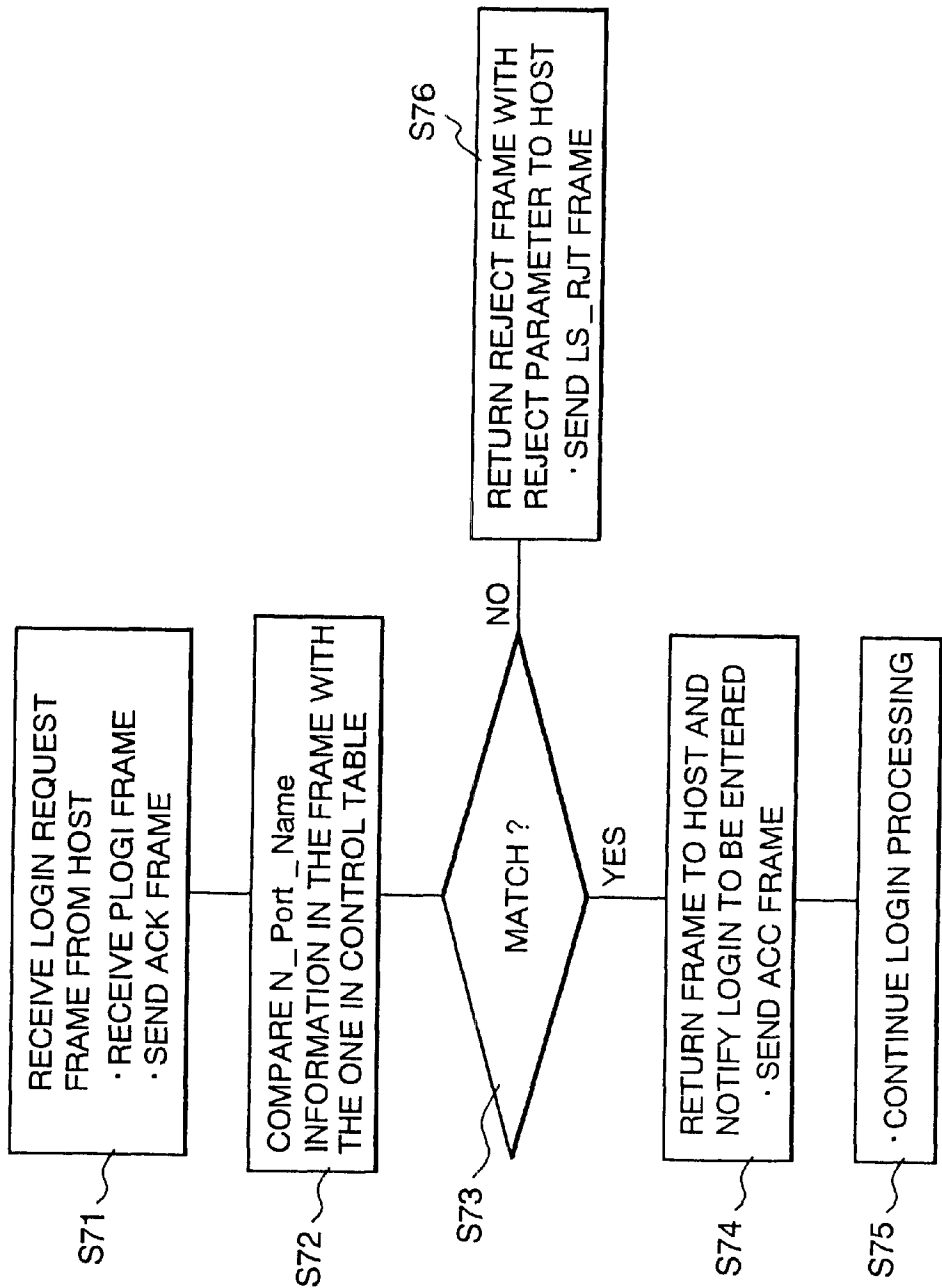 S71
RECEIVE LOGIN REQUEST
FRAME FROM HOST
· RECEIVE PLOGI FRAME
· SEND ACK FRAME
S72
COMPARE N_Port _Name
INFORMATION IN THE FRAME WITH
THE ONE IN CONTROL TABLE
S73
MATCH ?
NO
S76
RETURN REJECT FRAME WITH
REJECT PARAMETER TO HOST
· SEND LS_RJT FRAME
YES
S74
RETURN FRAME TO HOST AND
NOTIFY LOGIN TO BE ENTERED
· SEND ACC FRAME
S75
· CONTINUE LOGIN PROCESSING